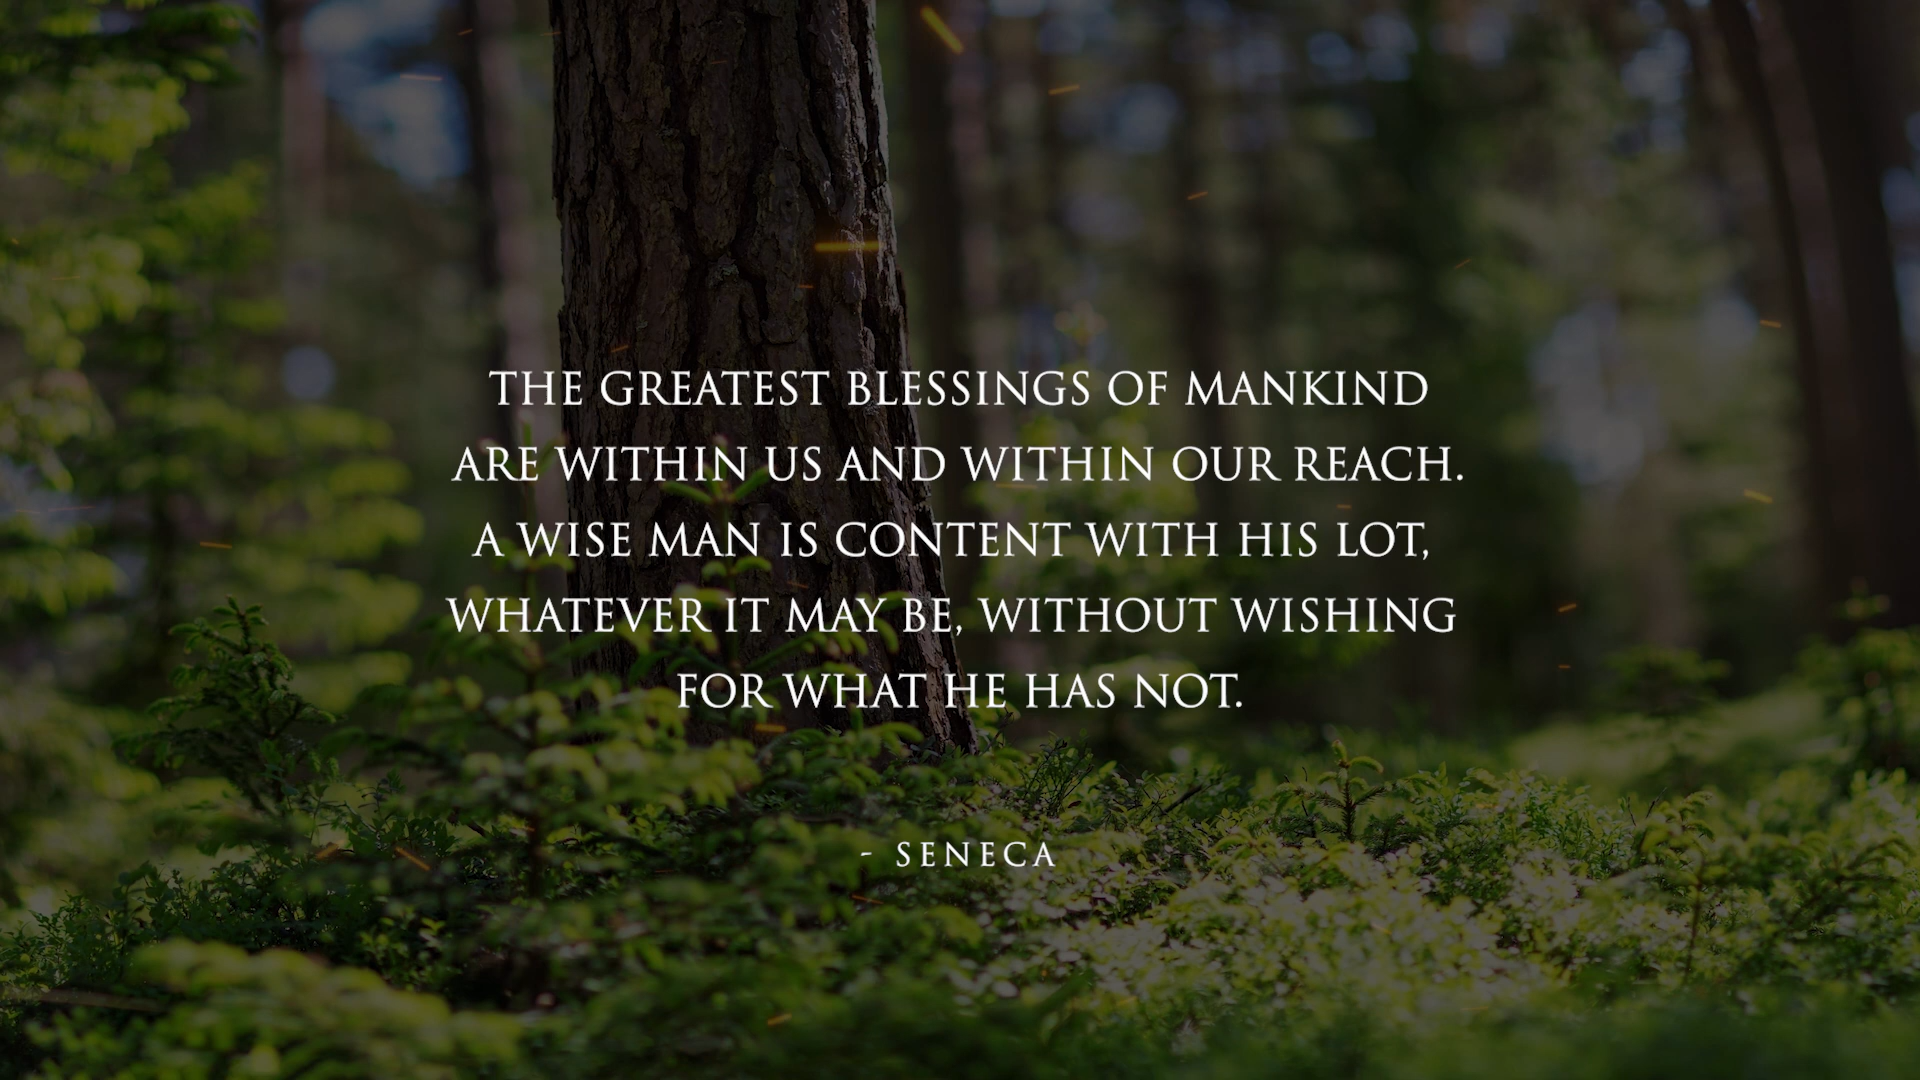 THE GREATEST BLESSINGS OF MANKIND
ARE WITHIN US AND WITHIN OUR REACH.
A WISE MAN IS CONTENT WITH HIS LOT,
WHATEVER IT MAY BE, WITHOUT WISHING
FOR WHAT HE HAS NOT.
- SENECA